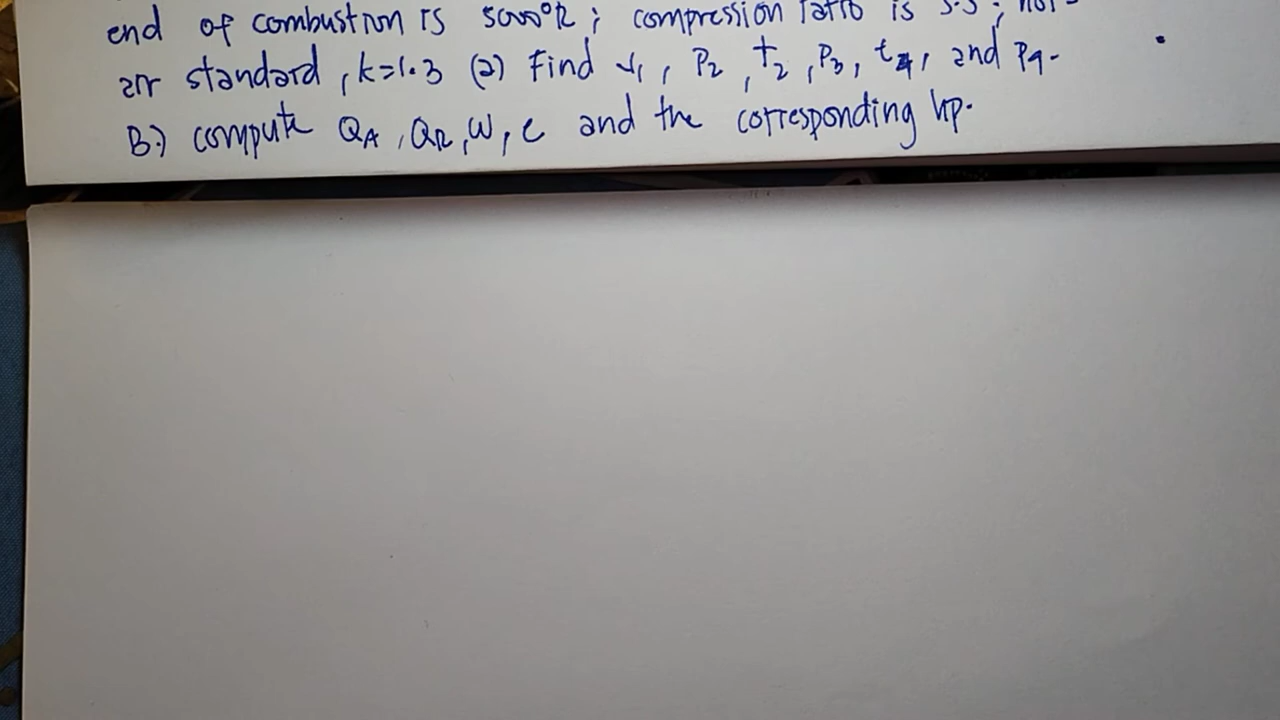 end of combustion is 5000°R; compression ratio is 5.5; hot-
air standard, k=1.3 (a) Find V1, P2, t2, P3, t4, and P4.
B.) compute QA, QR, W, e and the corresponding hp.